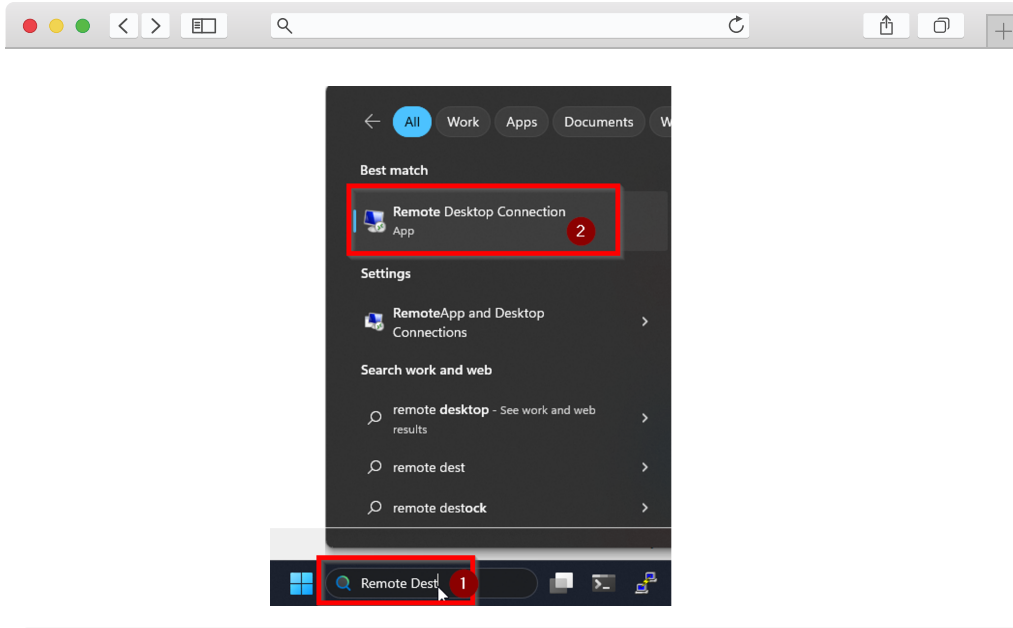 All Work Apps Documents W
Best match
Remote Desktop Connection
App
2
Settings
RemoteApp and Desktop
Connections
Search work and web
remote desktop - See work and web
results
remote dest
remote destock
Remote Dest 1